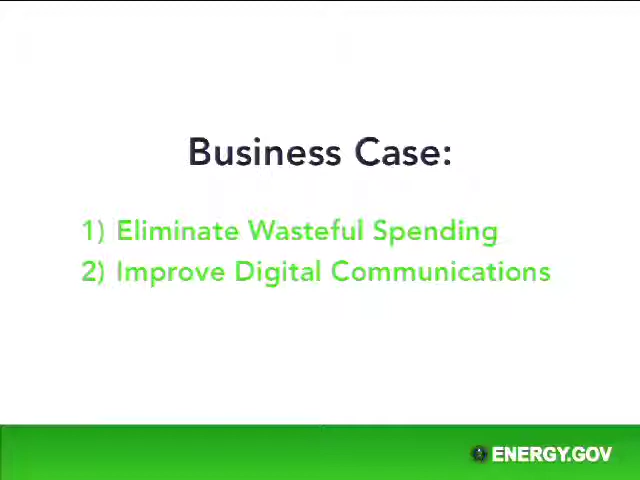 Business Case:
1) Eliminate Wasteful Spending
2) Improve Digital Communications
ENERGY.GOV